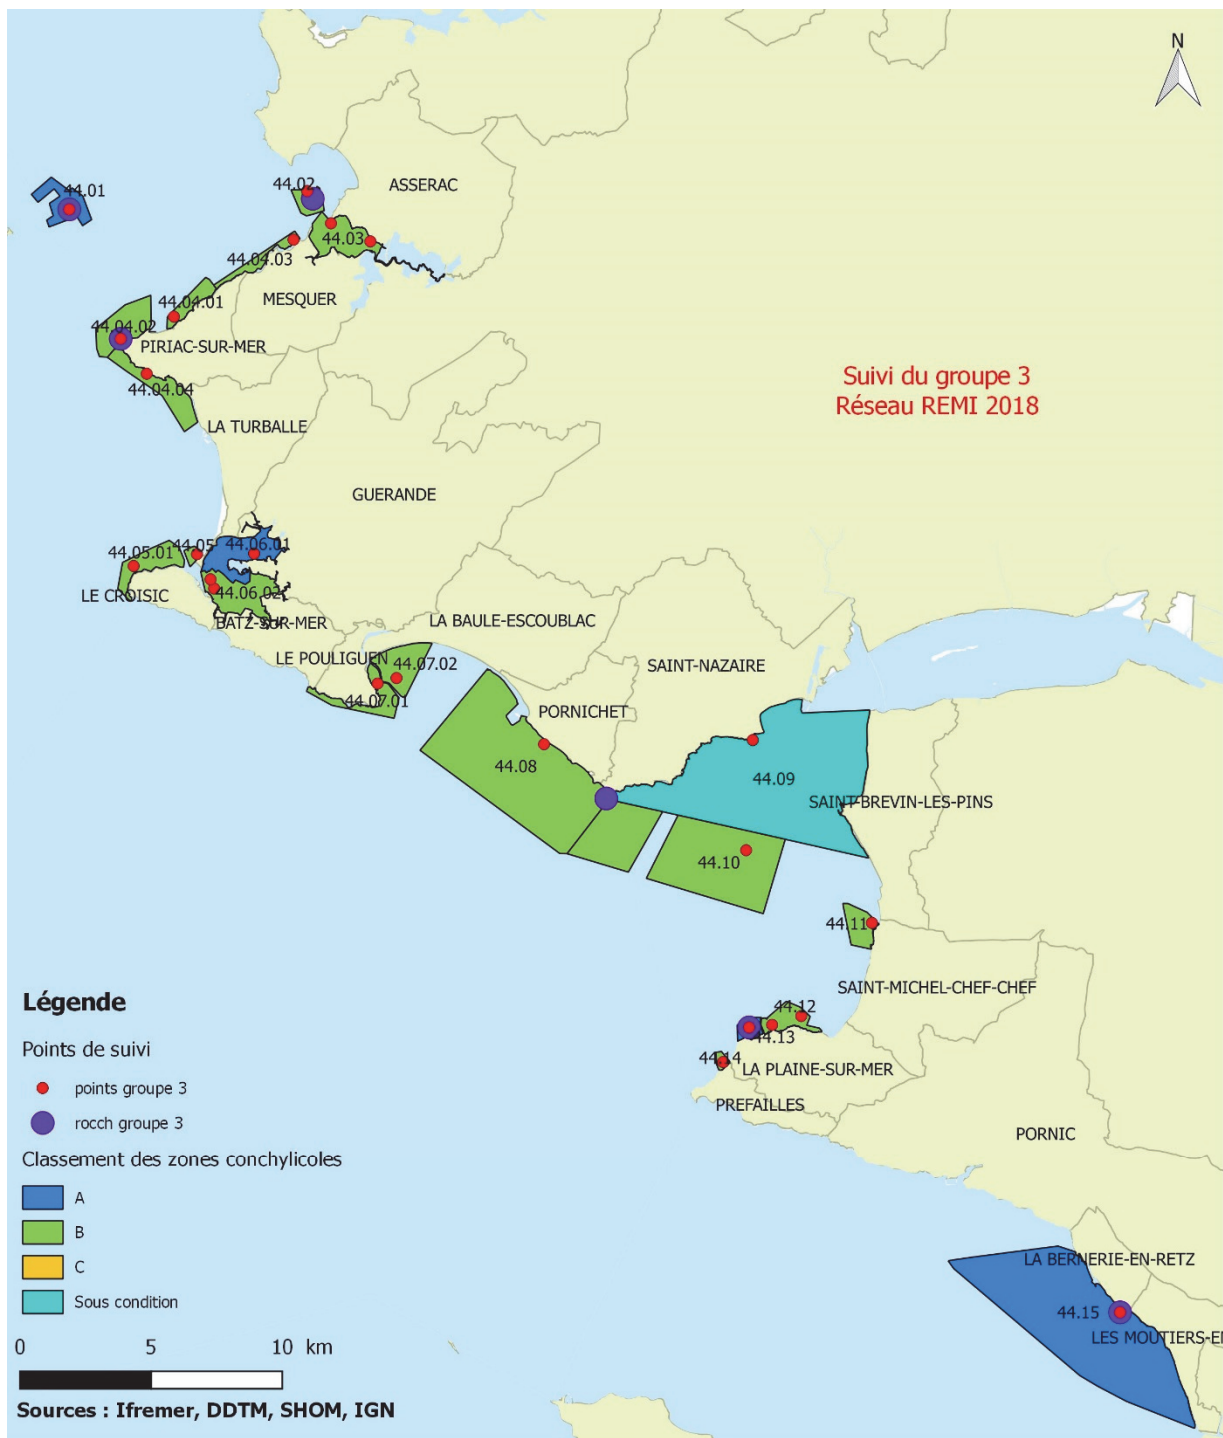 N
44.01
44.02
ASSERAC
44.03
44.04.03
MESQUER
44.04.01
44.04.02
PIRIAC-SUR-MER
Suivi du groupe 3
Réseau REMI 2018
44.04.04
LA TURBALLE
GUERANDE
44.05.01
44.05
44.06.01
LE CROISIC
44.06.02
BATZ-SUR-MER
LA BAULE-ESCOUBLAC
LE POULIGUEN
44.07.02
SAINT-NAZAIRE
44.07.01
PORNICHET
44.08
44.09
SAINT-BREVIN-LES-PINS
44.10
44.11
SAINT-MICHEL-CHEF-CHEF
44.12
44.13
44.14
LA PLAINE-SUR-MER
PREFAILLES
PORNIC
LA BERNERIE-EN-RETZ
44.15
LES MOUTIERS-EN
Légende
Points de suivi
points groupe 3
rocch groupe 3
Classement des zones conchylicoles
A
B
C
Sous condition
0 5 10 km
Sources : Ifremer, DDTM, SHOM, IGN